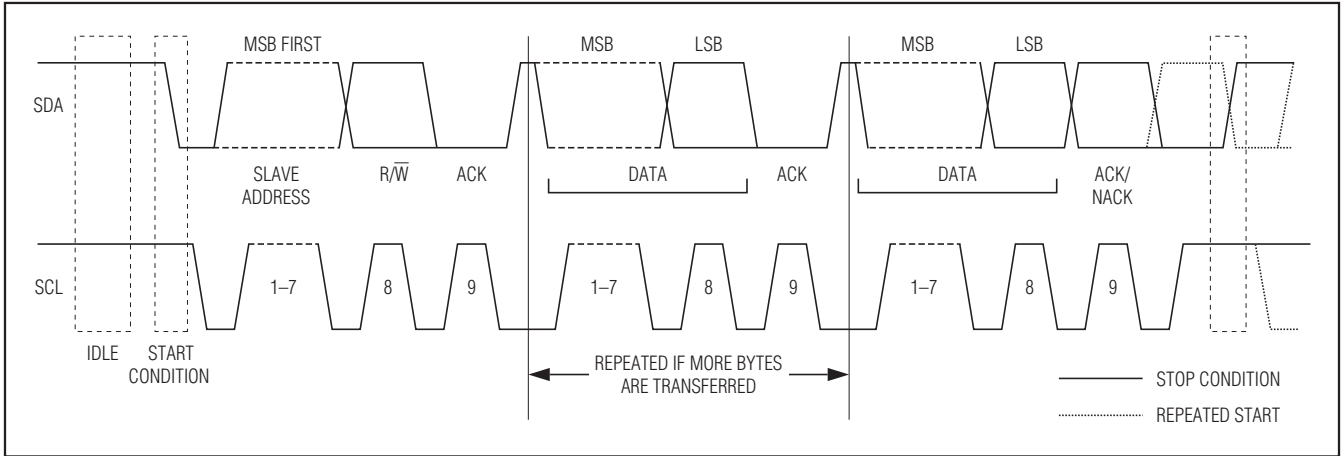 MSB FIRST
MSB
LSB
MSB
LSB
SDA
SLAVE
ADDRESS
R/W̅
ACK
DATA
ACK
DATA
ACK/
NACK
SCL
1–7
8
9
1–7
8
9
1–7
8
9
IDLE
START
CONDITION
REPEATED IF MORE BYTES
ARE TRANSFERRED
STOP CONDITION
REPEATED START